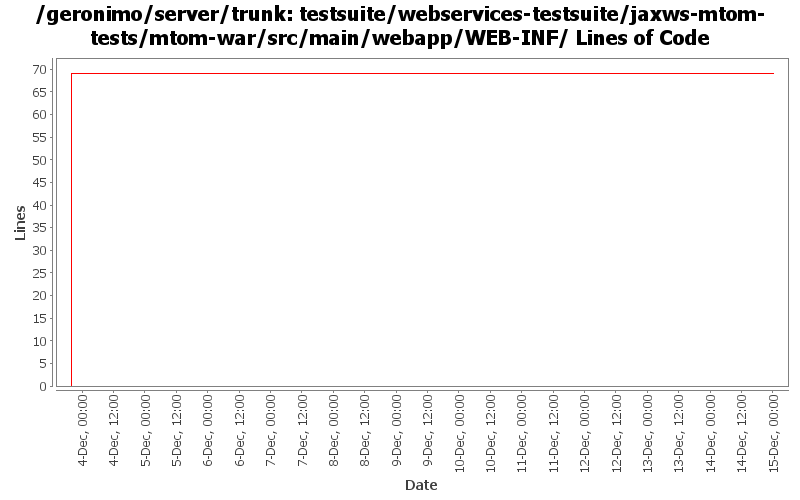 /geronimo/server/trunk: testsuite/webservices-testsuite/jaxws-mtom-
tests/mtom-war/src/main/webapp/WEB-INF/ Lines of Code
70
65
60
55
50
45
40
35
30
25
20
15
10
5
0
Lines
4-Dec, 00:00
4-Dec, 12:00
5-Dec, 00:00
5-Dec, 12:00
6-Dec, 00:00
6-Dec, 12:00
7-Dec, 00:00
7-Dec, 12:00
8-Dec, 00:00
8-Dec, 12:00
9-Dec, 00:00
9-Dec, 12:00
10-Dec, 00:00
10-Dec, 12:00
11-Dec, 00:00
11-Dec, 12:00
12-Dec, 00:00
12-Dec, 12:00
13-Dec, 00:00
13-Dec, 12:00
14-Dec, 00:00
14-Dec, 12:00
15-Dec, 00:00
Date